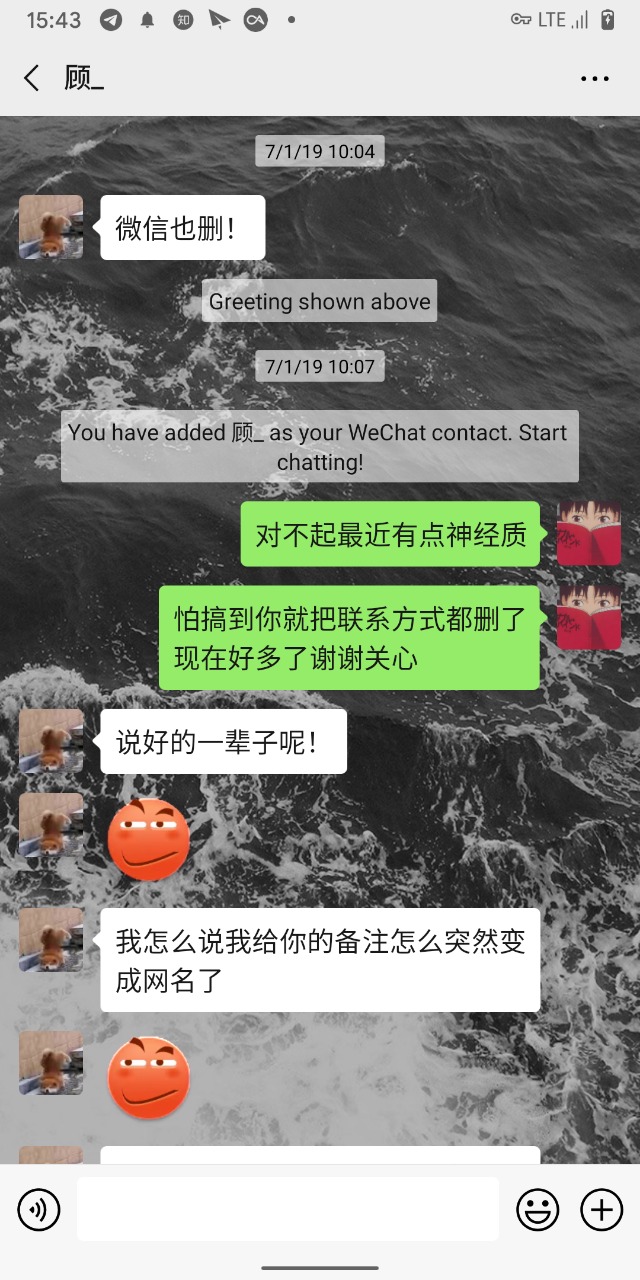 15:43
知
LTE
顾_
7/1/19 10:04
微信也删！
Greeting shown above
7/1/19 10:07
You have added 顾_ as your WeChat contact. Start
chatting!
对不起最近有点神经质
怕搞到你就把联系方式都删了
现在好多了谢谢关心
说好的一辈子呢！
我怎么说我给你的备注怎么突然变
成网名了